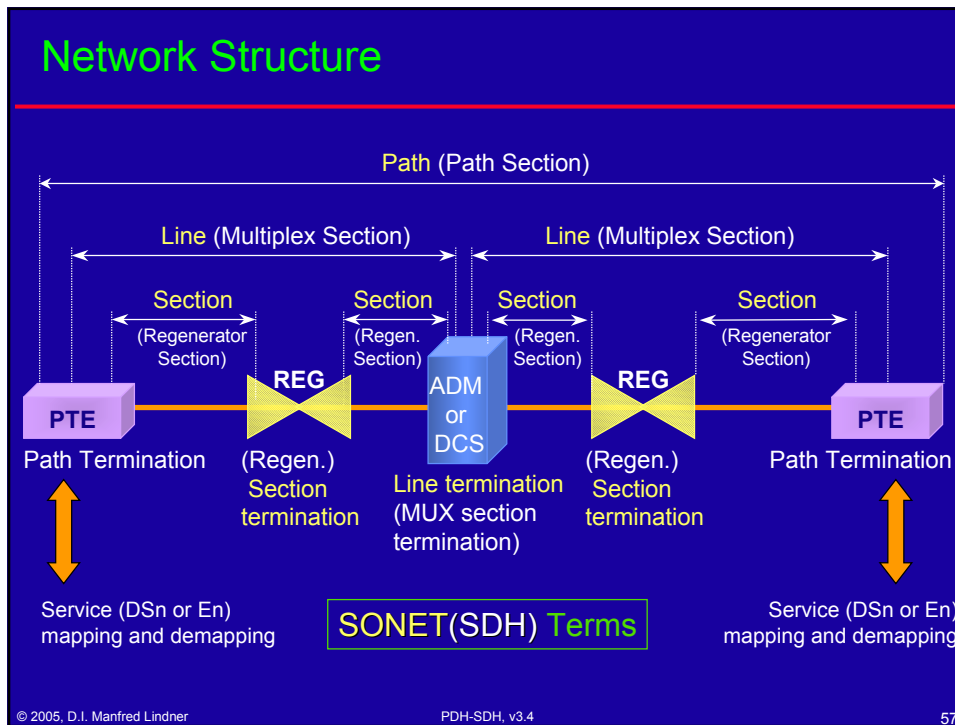 Network Structure
Path (Path Section)
Line (Multiplex Section)
Line (Multiplex Section)
Section
(Regenerator
Section)
Section
(Regen.
Section)
Section
(Regen.
Section)
Section
(Regenerator
Section)
PTE
REG
ADM
or
DCS
REG
PTE
Path Termination
(Regen.)
Section
termination
Line termination
(MUX section
termination)
(Regen.)
Section
termination
Path Termination
Service (DSn or En)
mapping and demapping
SONET(SDH) Terms
Service (DSn or En)
mapping and demapping
© 2005, D.I. Manfred Lindner
PDH-SDH, v3.4
57